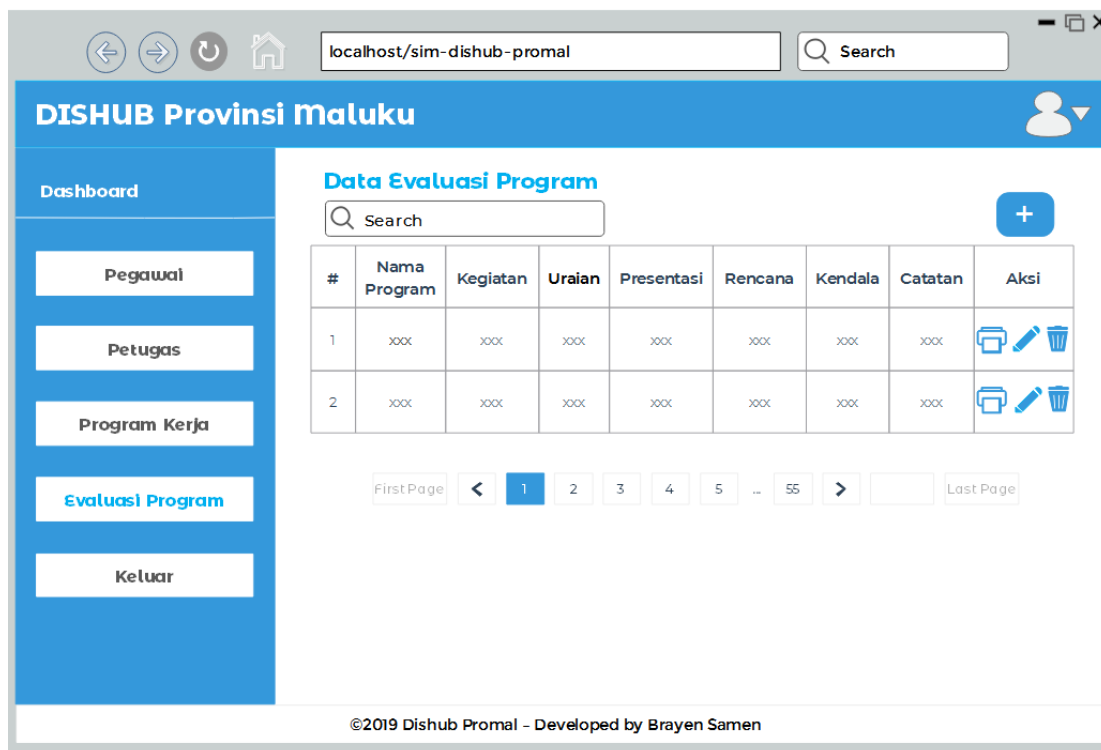 localhost/sim-dishub-promal
Search
DISHUB Provinsi Maluku
Dashboard
Pegawai
Petugas
Program Kerja
Evaluasi Program
Keluar
Data Evaluasi Program
Search
+
# Nama Program Kegiatan Uraian Presentasi Rencana Kendala Catatan Aksi
1 xxx xxx xxx xxx xxx xxx xxx
2 xxx xxx xxx xxx xxx xxx xxx
First Page 1 2 3 4 5 ... 55 Last Page
©2019 Dishub Promal – Developed by Brayen Samen